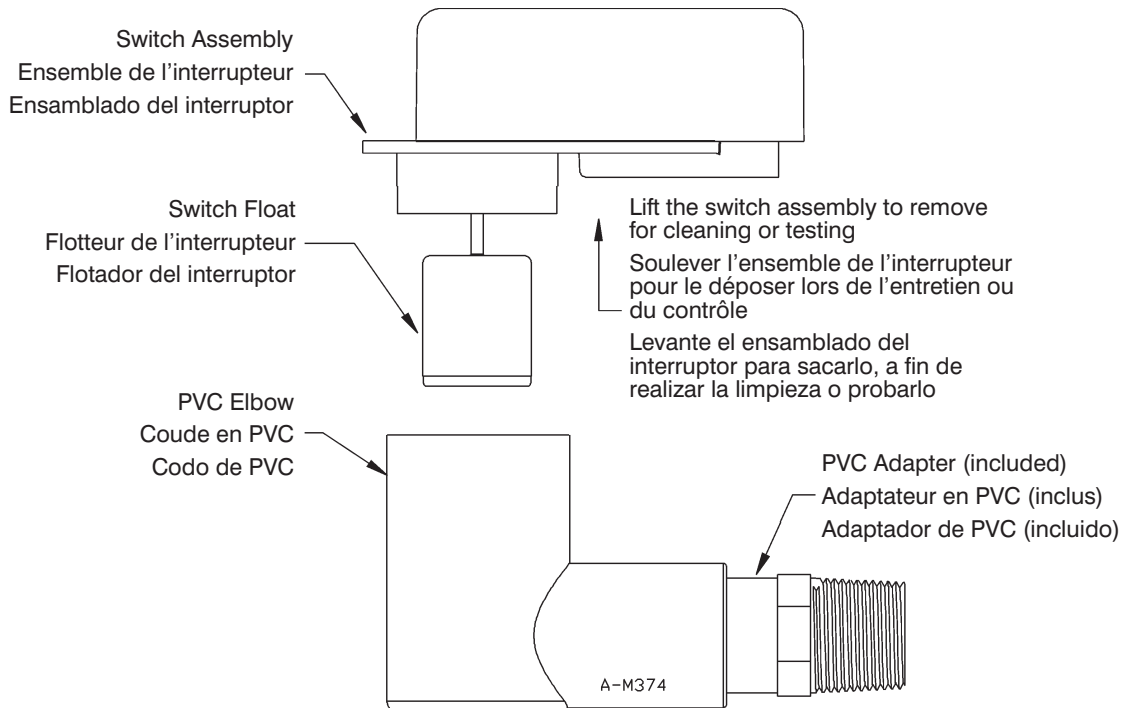 Switch Assembly
Ensemble de l’interrupteur
Ensamblado del interruptor
Switch Float
Flotteur de l’interrupteur
Flotador del interruptor
Lift the switch assembly to remove
for cleaning or testing
Soulever l’ensemble de l’interrupteur
pour le déposer lors de l’entretien ou
du contrôle
Levante el ensamblado del
interruptor para sacarlo, a fin de
realizar la limpieza o probarlo
PVC Elbow
Coude en PVC
Codo de PVC
PVC Adapter (included)
Adaptateur en PVC (inclus)
Adaptador de PVC (incluido)
A-M374